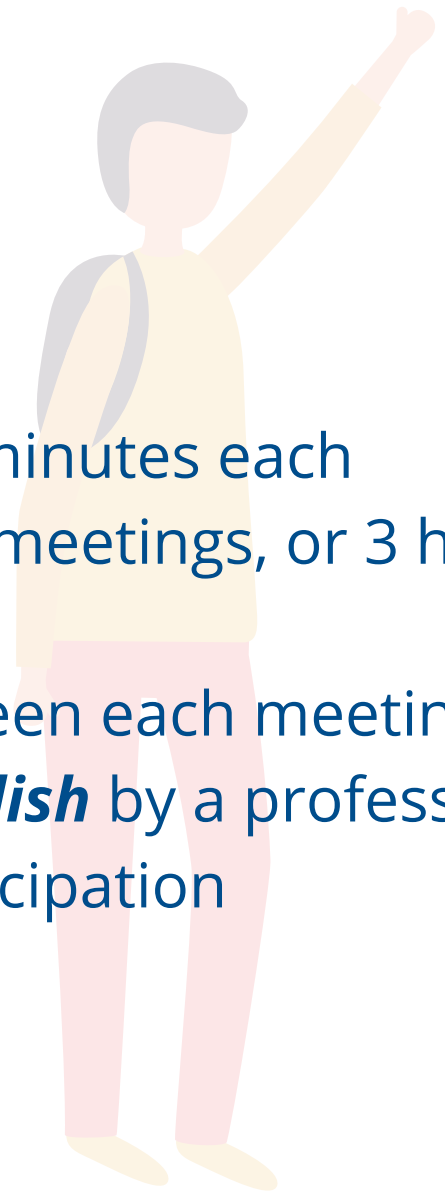 minutes each
meetings, or 3 h
een each meetin
lish by a profess
cipation